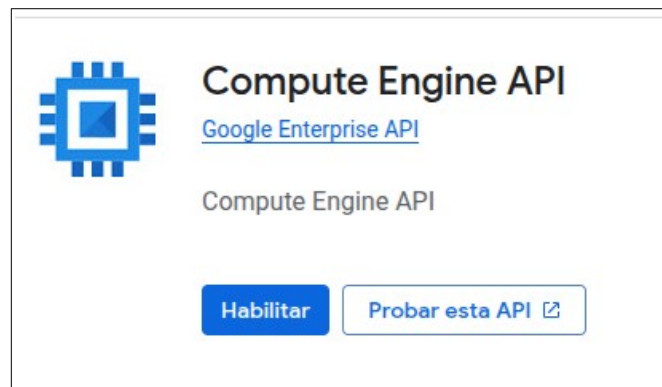 Compute Engine API
Google Enterprise API
Compute Engine API
Habilitar
Probar esta API